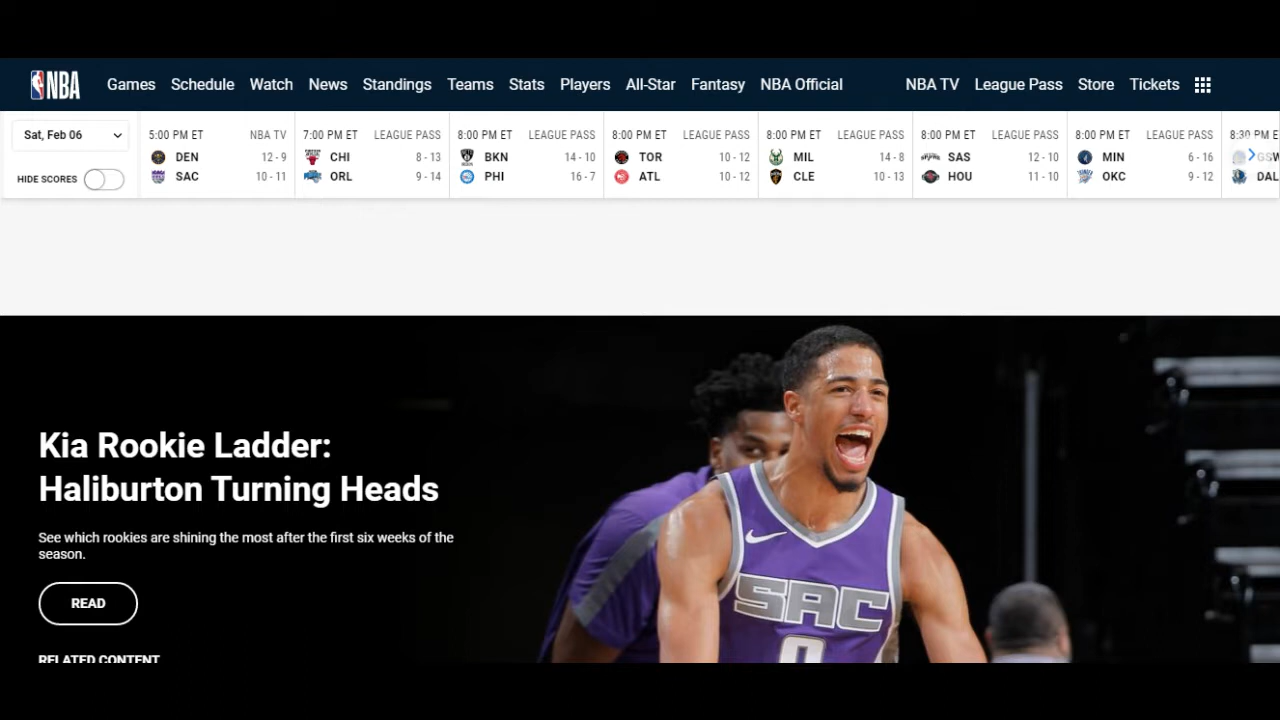 NBA Games Schedule Watch News Standings Teams Stats Players All-Star Fantasy NBA Official NBA TV League Pass Store Tickets
Sat, Feb 06
HIDE SCORES
5:00 PM ET NBA TV
DEN 12 - 9
SAC 10 - 11
7:00 PM ET LEAGUE PASS
CHI 8 - 13
ORL 9 - 14
8:00 PM ET LEAGUE PASS
BKN 14 - 10
PHI 16 - 7
8:00 PM ET LEAGUE PASS
TOR 10 - 12
ATL 10 - 12
8:00 PM ET LEAGUE PASS
MIL 14 - 8
CLE 10 - 13
8:00 PM ET LEAGUE PASS
SAS 12 - 10
HOU 11 - 10
8:00 PM ET LEAGUE PASS
MIN 6 - 16
OKC 9 - 12
8:30 PM E
GSW
DAL
Kia Rookie Ladder:
Haliburton Turning Heads
See which rookies are shining the most after the first six weeks of the
season.
READ
RELATED CONTENT
SAC
0